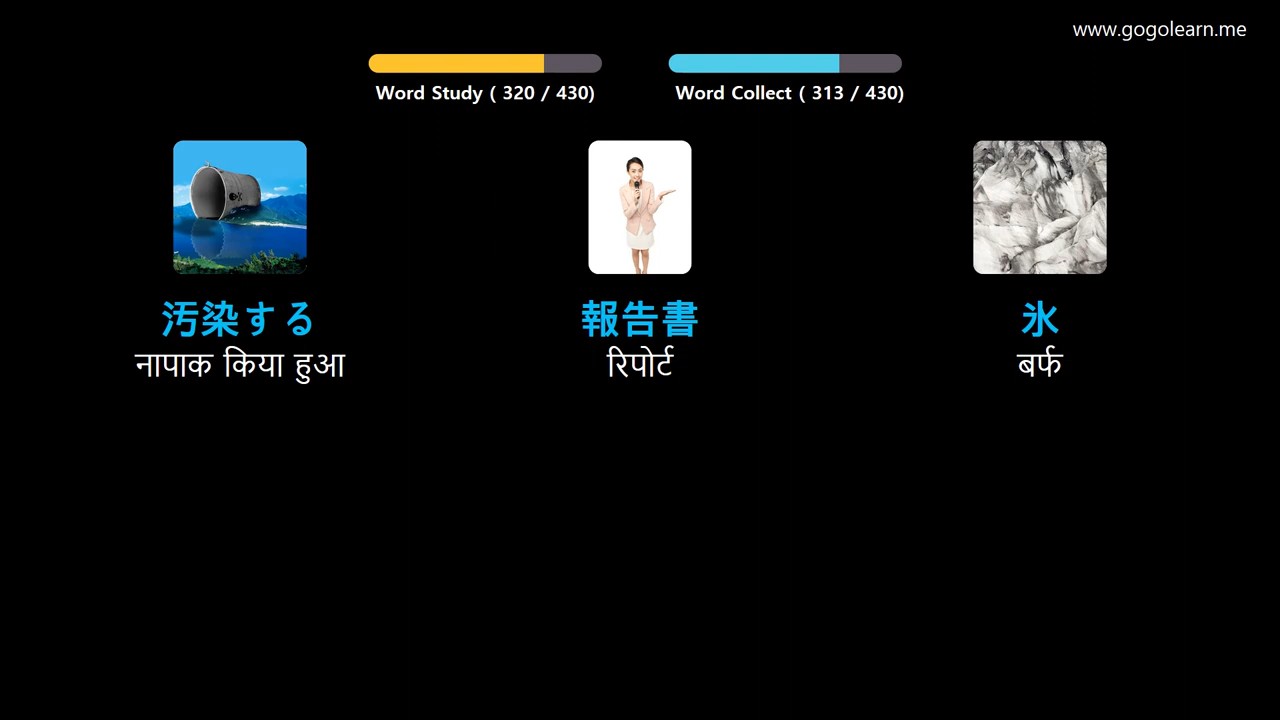 www.gogolearn.me
Word Study ( 320 / 430)
Word Collect ( 313 / 430)
汚染する
नापाक किया हुआ
報告書
रिपोर्ट
氷
बर्फ